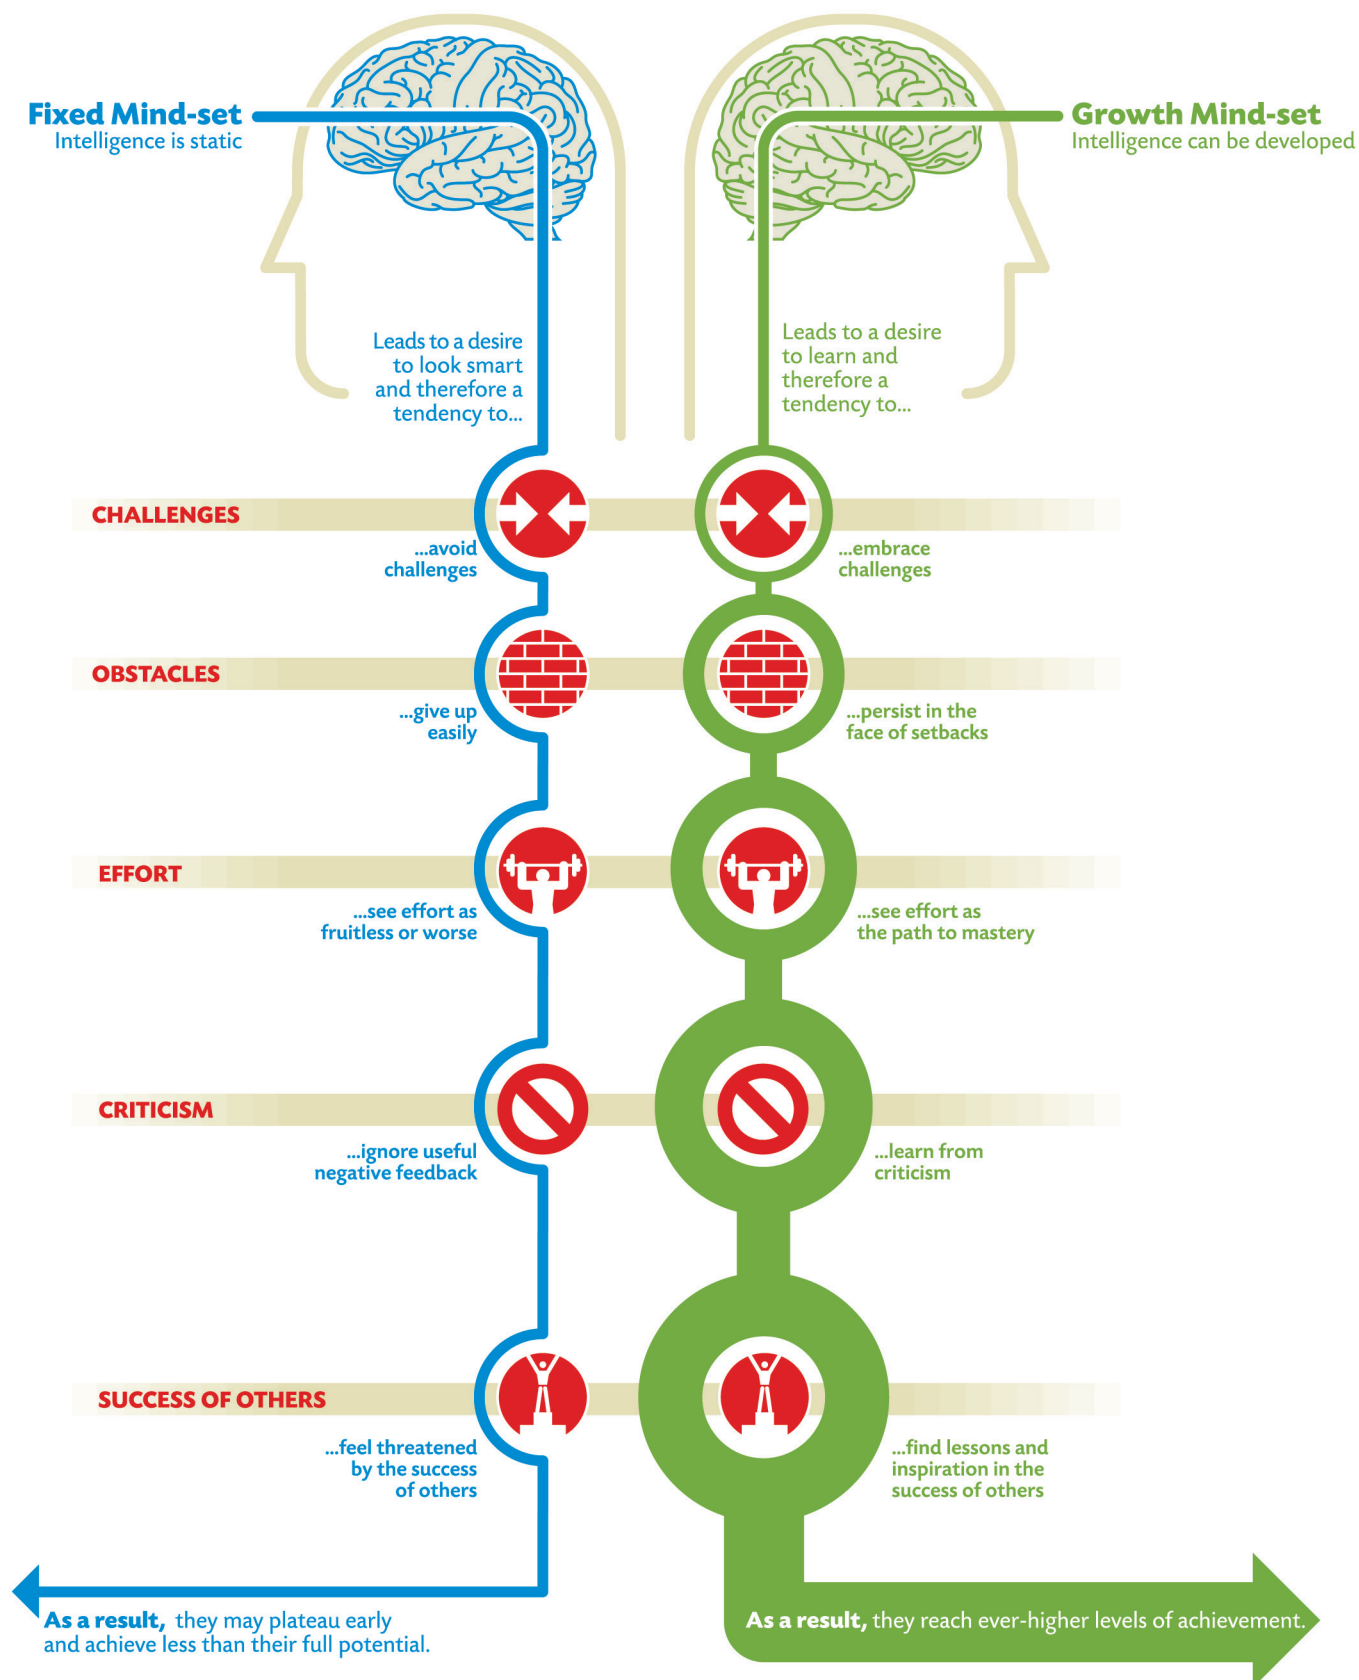 Fixed Mind-set
Intelligence is static
Growth Mind-set
Intelligence can be developed
Leads to a desire
to look smart
and therefore a
tendency to...
Leads to a desire
to learn and
therefore a
tendency to...
CHALLENGES
...avoid
challenges
...embrace
challenges
OBSTACLES
...give up
easily
...persist in the
face of setbacks
EFFORT
...see effort as
fruitless or worse
...see effort as
the path to mastery
CRITICISM
...ignore useful
negative feedback
...learn from
criticism
SUCCESS OF OTHERS
...feel threatened
by the success
of others
...find lessons and
inspiration in the
success of others
As a result, they may plateau early
and achieve less than their full potential.
As a result, they reach ever-higher levels of achievement.